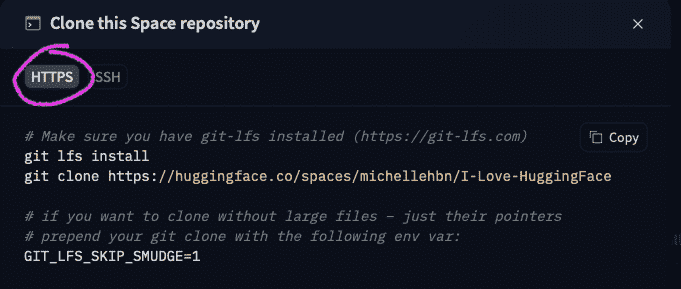 Clone this Space repository
HTTPS SSH
# Make sure you have git-lfs installed (https://git-lfs.com)
Copy
git lfs install
git clone https://huggingface.co/spaces/michellehbn/I-Love-HuggingFace
# if you want to clone without large files – just their pointers
# prepend your git clone with the following env var:
GIT_LFS_SKIP_SMUDGE=1